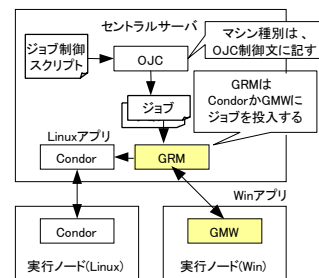 セントラルサーバ
マシン種別は、
OJC制御文に記す
ジョブ制御
スクリプト
OJC
ジョブ
GRMは
CondorかGMWに
ジョブを投入する
Linuxアプリ
Condor
GRM
Winアプリ
Condor
GMW
実行ノード(Linux)
実行ノード(Win)